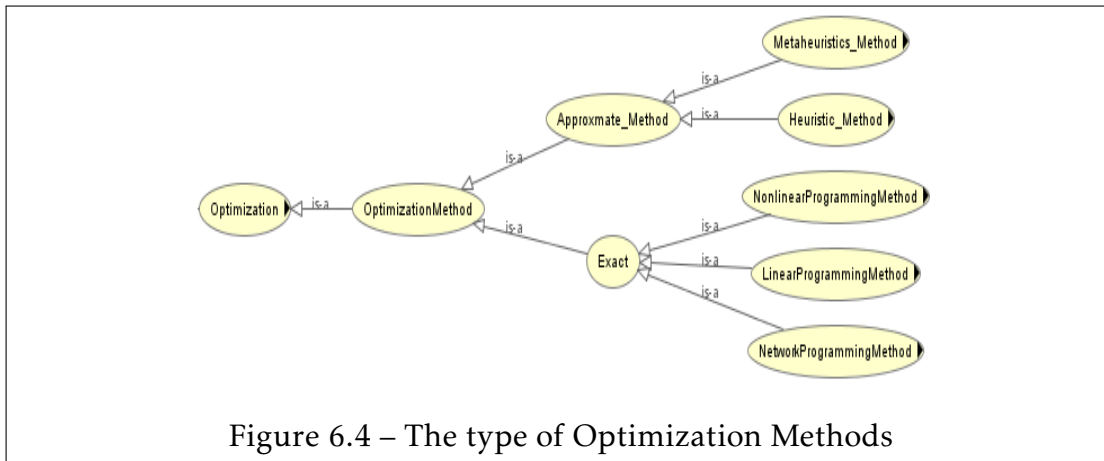 Metaheuristics_Method
is-a
Approxmate_Method
is-a
Heuristic_Method
is-a
Optimization
is-a
OptimizationMethod
is-a
Exact
is-a
NonlinearProgrammingMethod
is-a
LinearProgrammingMethod
is-a
NetworkProgrammingMethod
Figure 6.4 – The type of Optimization Methods